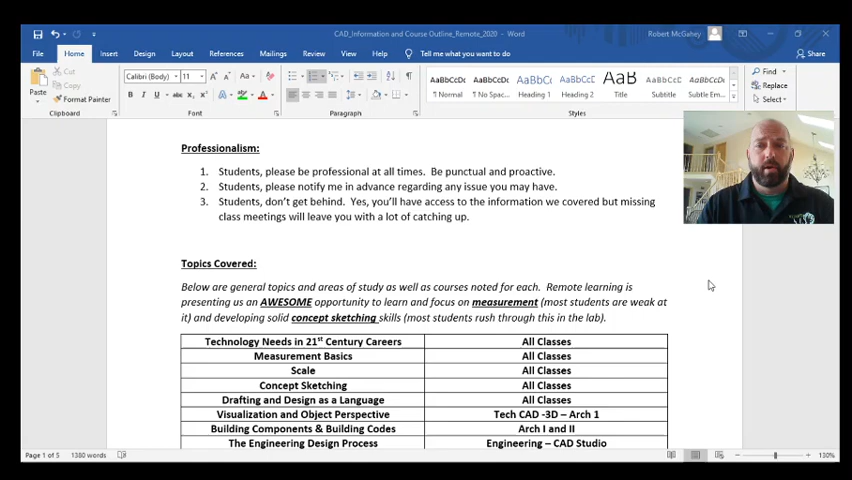 CAD_Information and Course Outline_Remote_2020 - Word
Robert McGahey
File Home Insert Design Layout References Mailings Review View Help Tell me what you want to do Share
Cut
Copy
Format Painter
Paste
Calibri (Body) 11
Clipboard Font Paragraph Styles
AaBbCcDc AaBbCcDc AaBbC AaBbCcC AaB AaBbCcD AaBbCcDc
¶ Normal ¶ No Spac... Heading 1 Heading 2 Title Subtitle Subtle Em...
Find
Replace
Select
Professionalism:
1. Students, please be professional at all times. Be punctual and proactive.
2. Students, please notify me in advance regarding any issue you may have.
3. Students, don't get behind. Yes, you'll have access to the information we covered but missing
class meetings will leave you with a lot of catching up.
Topics Covered:
Below are general topics and areas of study as well as courses noted for each. Remote learning is
presenting us an AWESOME opportunity to learn and focus on measurement (most students are weak at
it) and developing solid concept sketching skills (most students rush through this in the lab).
Technology Needs in 21st Century Careers All Classes
Measurement Basics All Classes
Scale All Classes
Concept Sketching All Classes
Drafting and Design as a Language All Classes
Visualization and Object Perspective Tech CAD -3D – Arch 1
Building Components & Building Codes Arch I and II
The Engineering Design Process Engineering – CAD Studio
Page 1 of 5 1380 words
130%